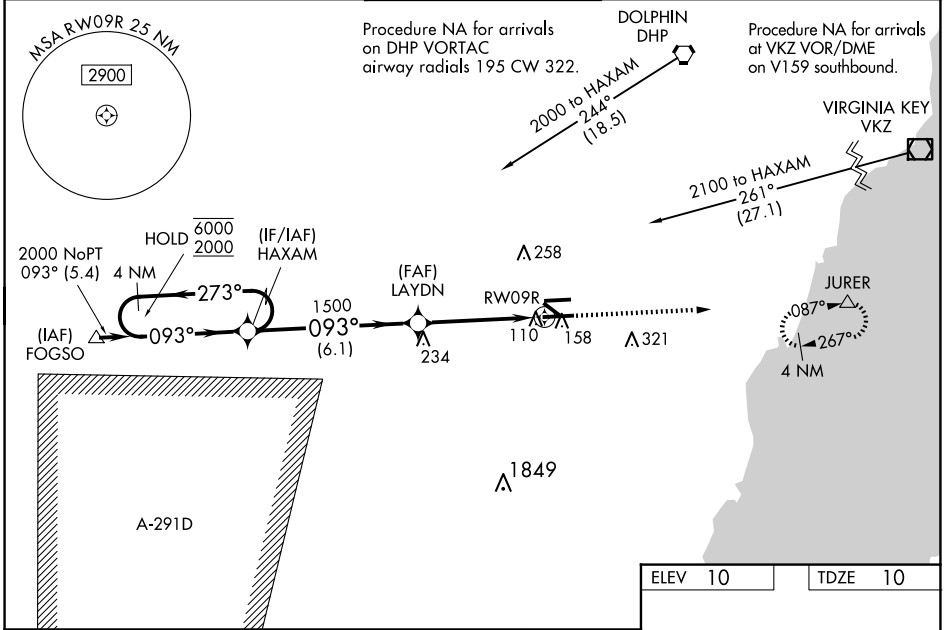 MSA RW09R 25 NM
2900
Procedure NA for arrivals
on DHP VORTAC
airway radials 195 CW 322.
DOLPHIN
DHP
Procedure NA for arrivals
at VKZ VOR/DME
on V159 southbound.
2000 to HAXAM
244°
(18.5)
VIRGINIA KEY
VKZ
2100 to HAXAM
261°
(27.1)
HOLD
6000
2000
(IF/IAF)
HAXAM
2000 NoPT
093° (5.4)
4 NM
273°
093°
(IAF)
FOGSO
1500
093°
(6.1)
(FAF)
LAYDN
234
258
RW09R
110
158
321
JURER
087°
267°
4 NM
1849
A-291D
ELEV 10
TDZE 10